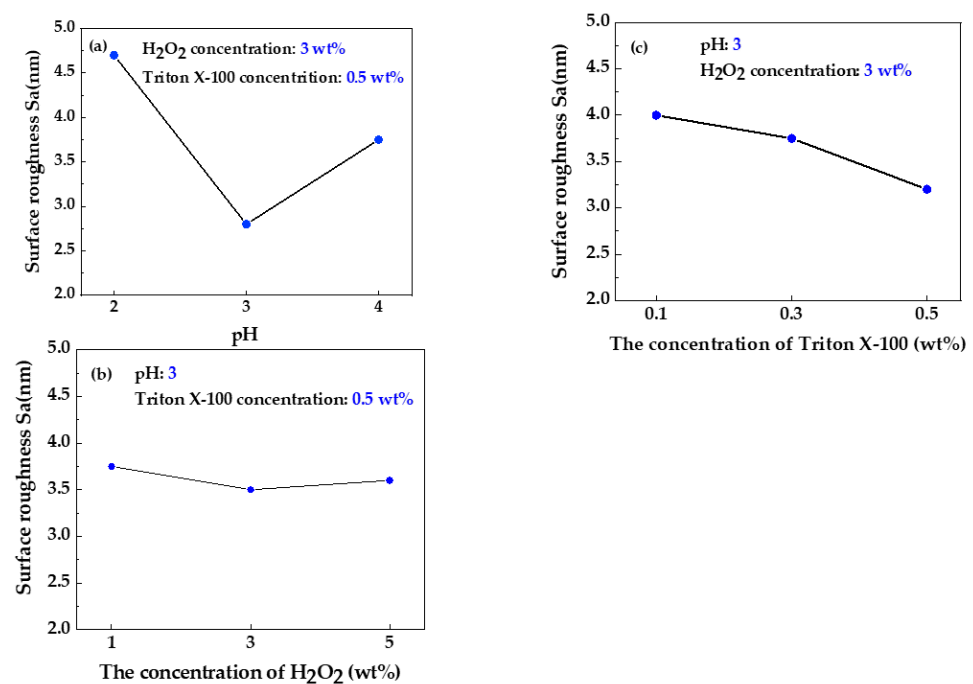 (a)
H2O2 concentration: 3 wt%
Triton X-100 concentrition: 0.5 wt%
Surface roughness Sa(nm)
5.0
4.5
4.0
3.5
3.0
2.5
2.0
2 3 4
pH
(c)
pH: 3
H2O2 concentration: 3 wt%
Surface roughness Sa(nm)
5.0
4.5
4.0
3.5
3.0
2.5
2.0
0.1 0.3 0.5
The concentration of Triton X-100 (wt%)
(b)
pH: 3
Triton X-100 concentration: 0.5 wt%
Surface roughness Sa(nm)
5.0
4.5
4.0
3.5
3.0
2.5
2.0
1 3 5
The concentration of H2O2 (wt%)